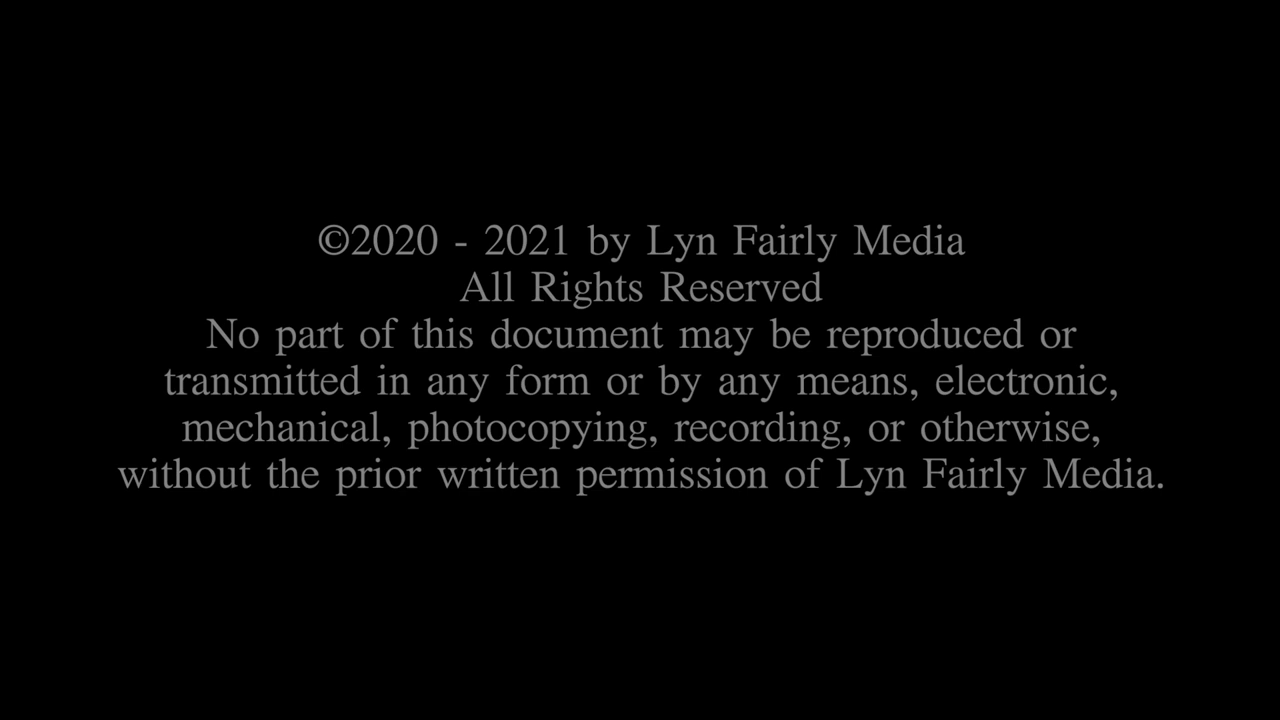 ©2020 - 2021 by Lyn Fairly Media
All Rights Reserved
No part of this document may be reproduced or
transmitted in any form or by any means, electronic,
mechanical, photocopying, recording, or otherwise,
without the prior written permission of Lyn Fairly Media.